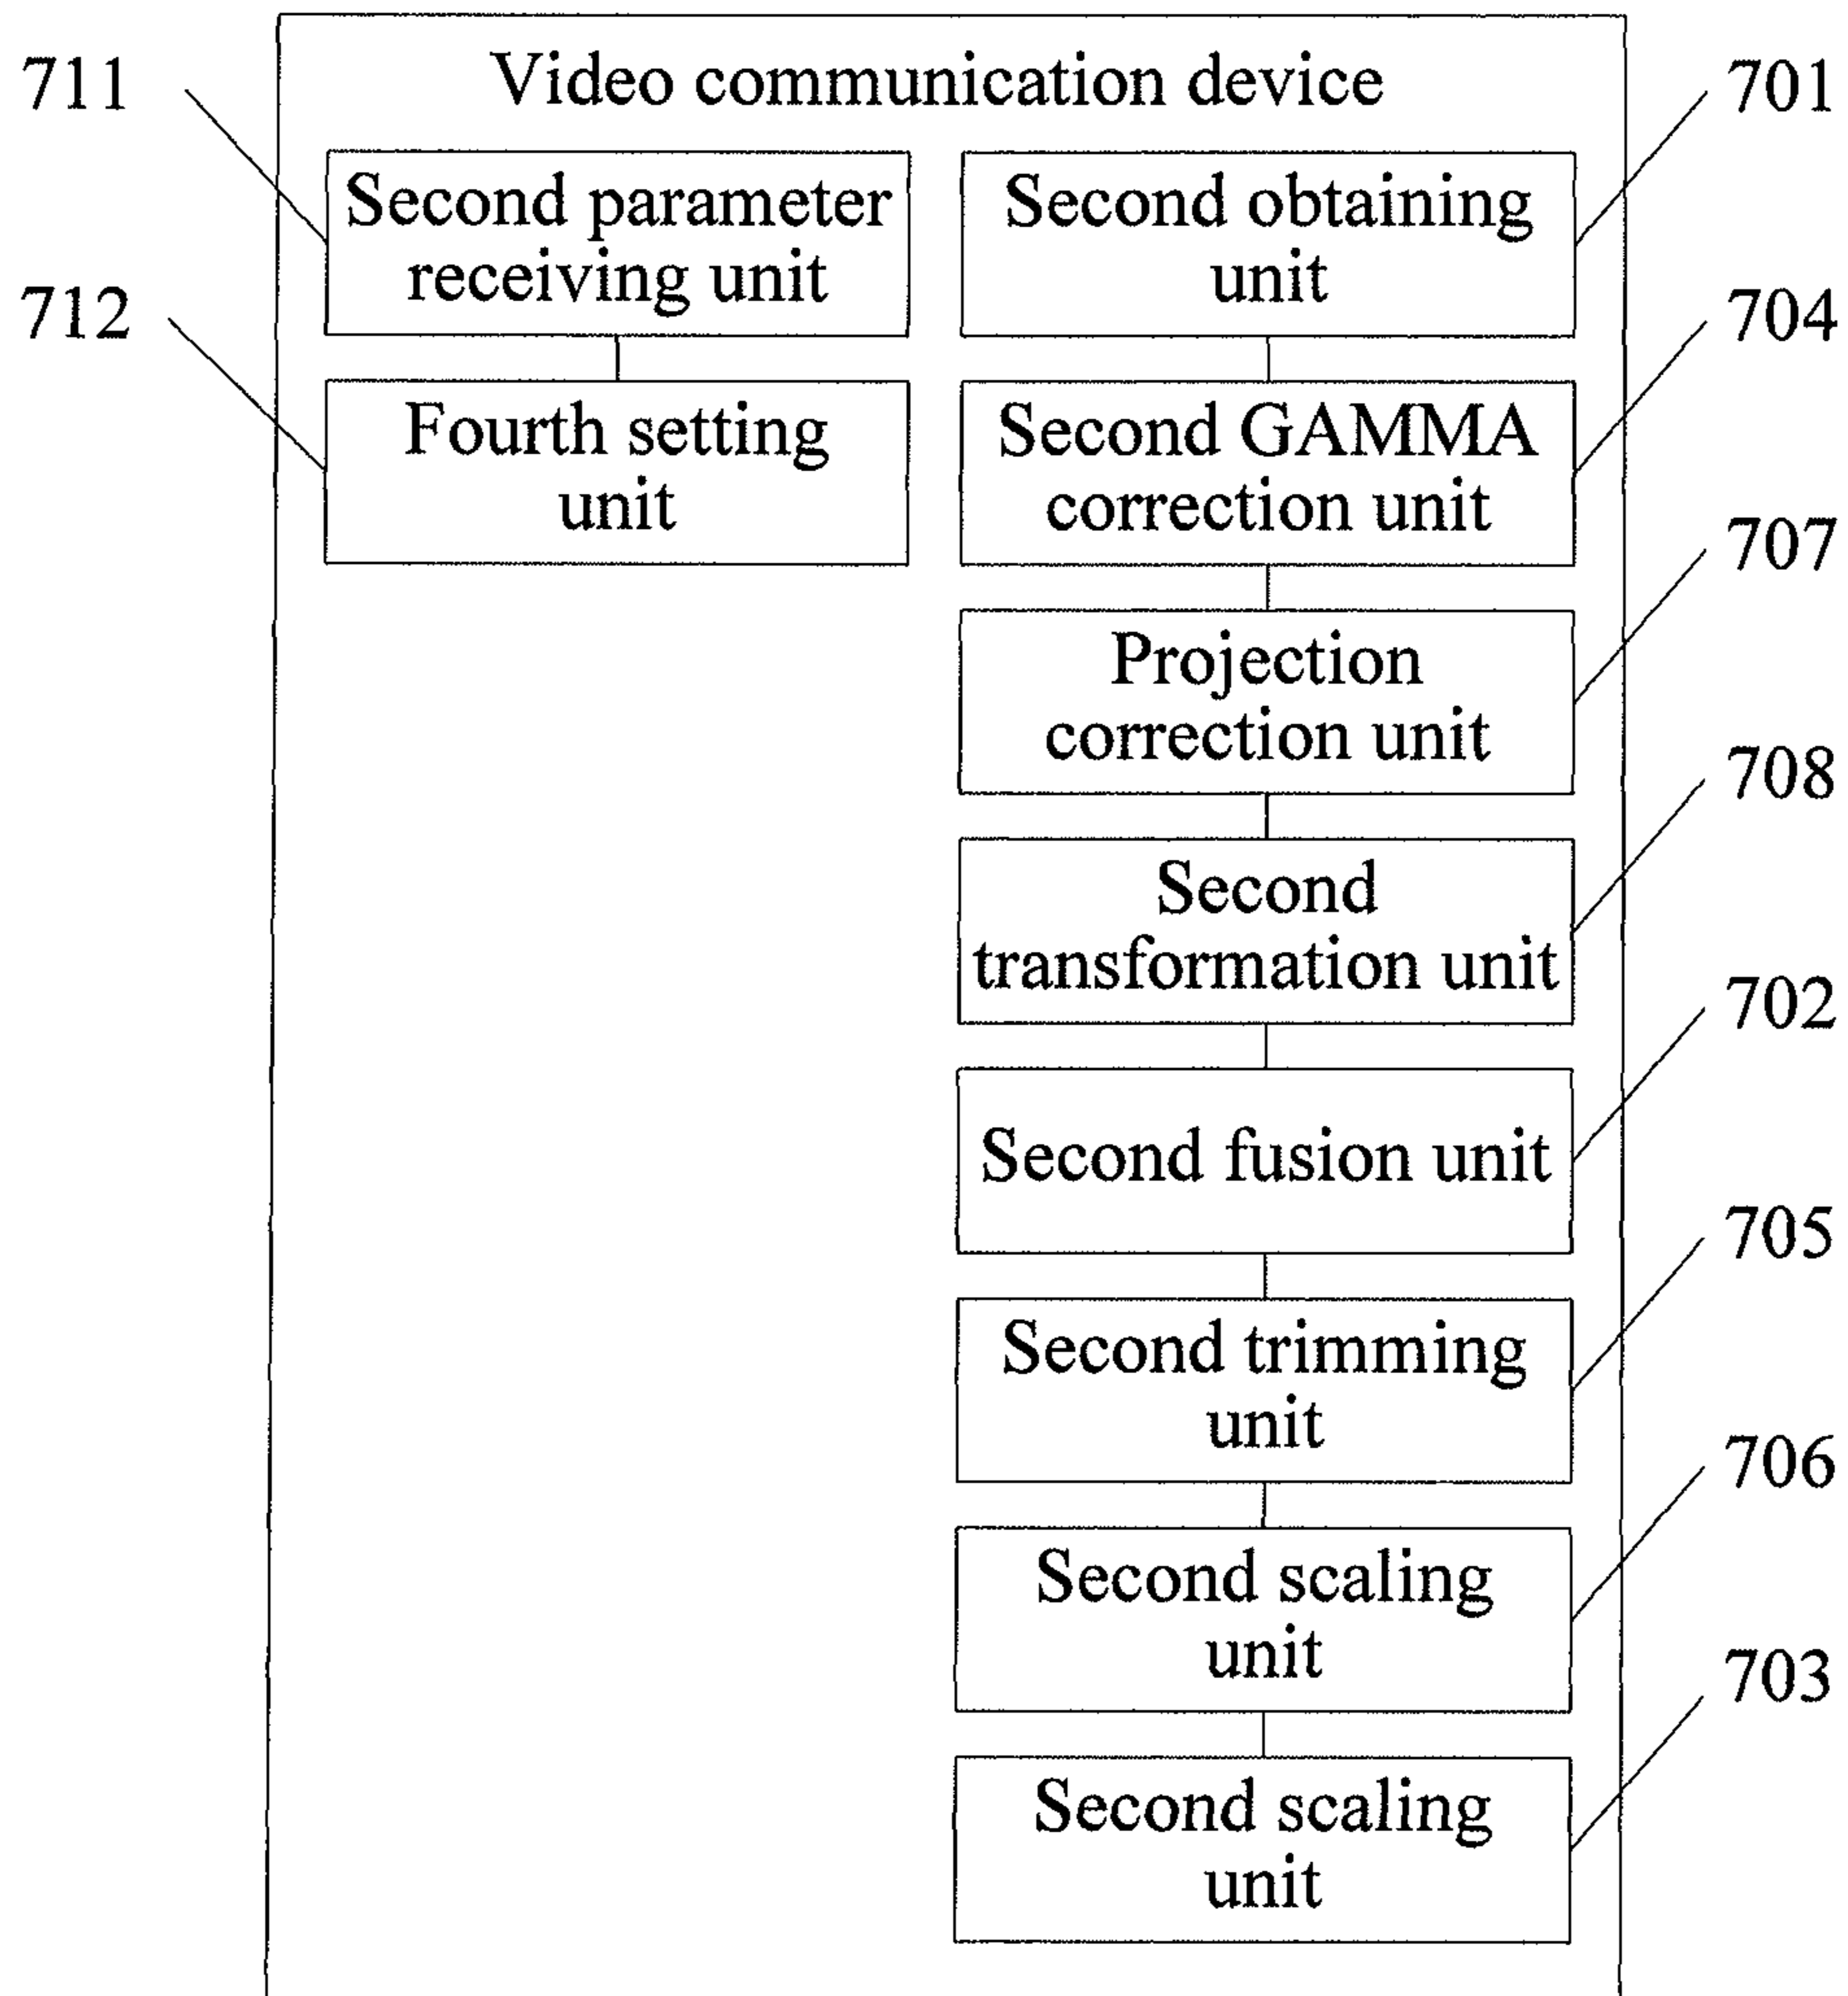 Video communication device
711
701
Second parameter
receiving unit
Second obtaining
unit
712
704
Fourth setting
unit
Second GAMMA
correction unit
707
Projection
correction unit
708
Second
transformation unit
702
Second fusion unit
705
Second trimming
unit
706
Second scaling
unit
703
Second scaling
unit